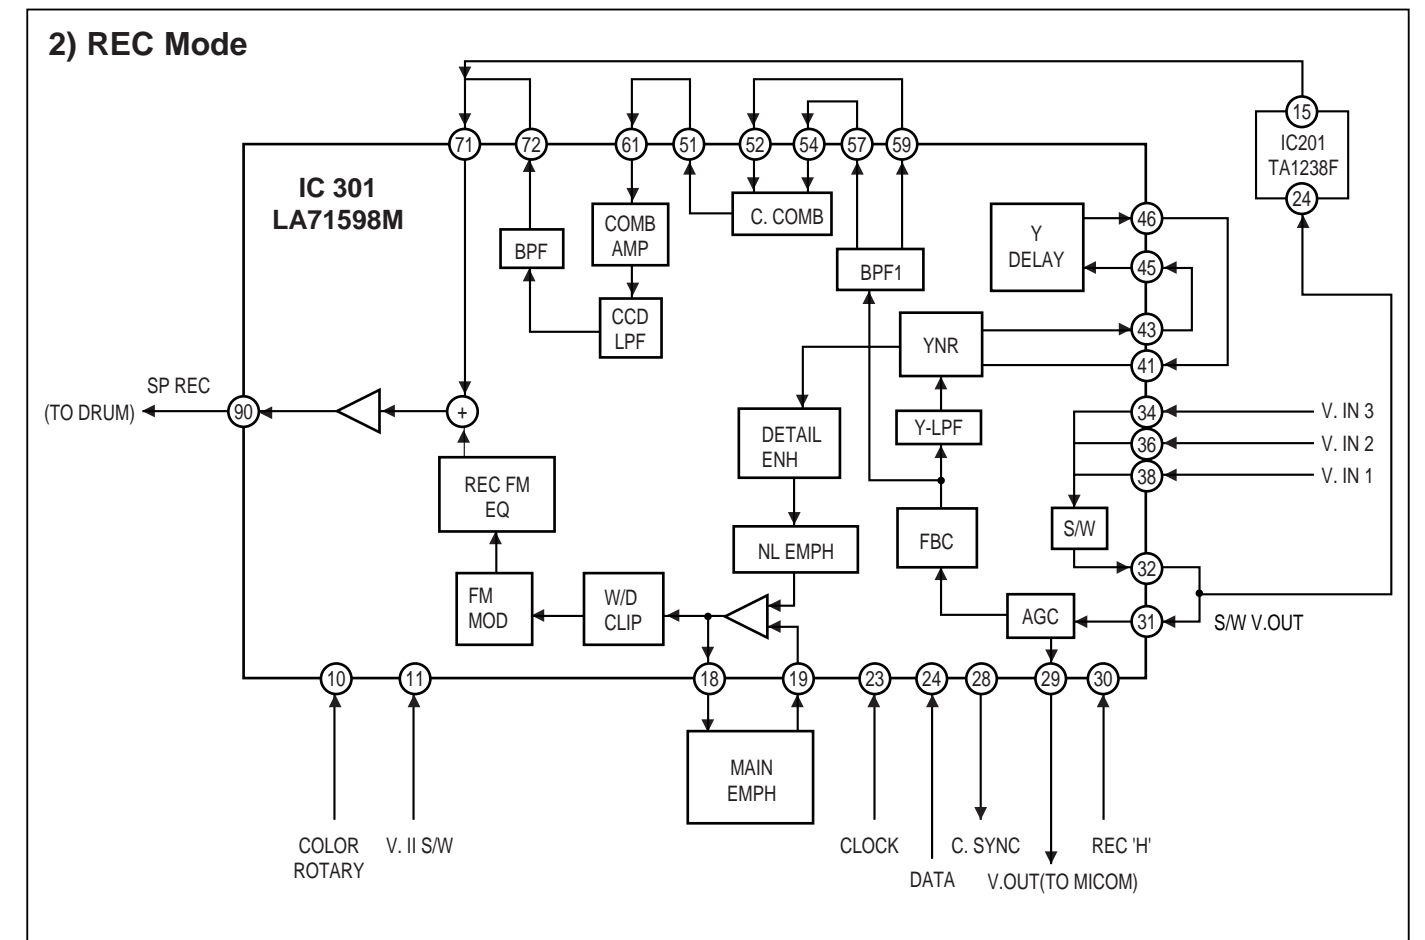 2) REC Mode
15
IC201
TA1238F
24
71
72
61
51
52
54
57
59
IC 301
LA71598M
BPF
COMB
AMP
C. COMB
BPF1
Y
DELAY
46
45
CCD
LPF
YNR
43
41
SP REC
(TO DRUM)
90
+
DETAIL
ENH
Y-LPF
34
V. IN 3
36
V. IN 2
38
V. IN 1
REC FM
EQ
NL EMPH
FBC
S/W
32
FM
MOD
W/D
CLIP
AGC
31
S/W V.OUT
10
11
18
19
23
24
28
29
30
MAIN
EMPH
COLOR
ROTARY
V. II S/W
CLOCK
DATA
C. SYNC
V.OUT(TO MICOM)
REC 'H'